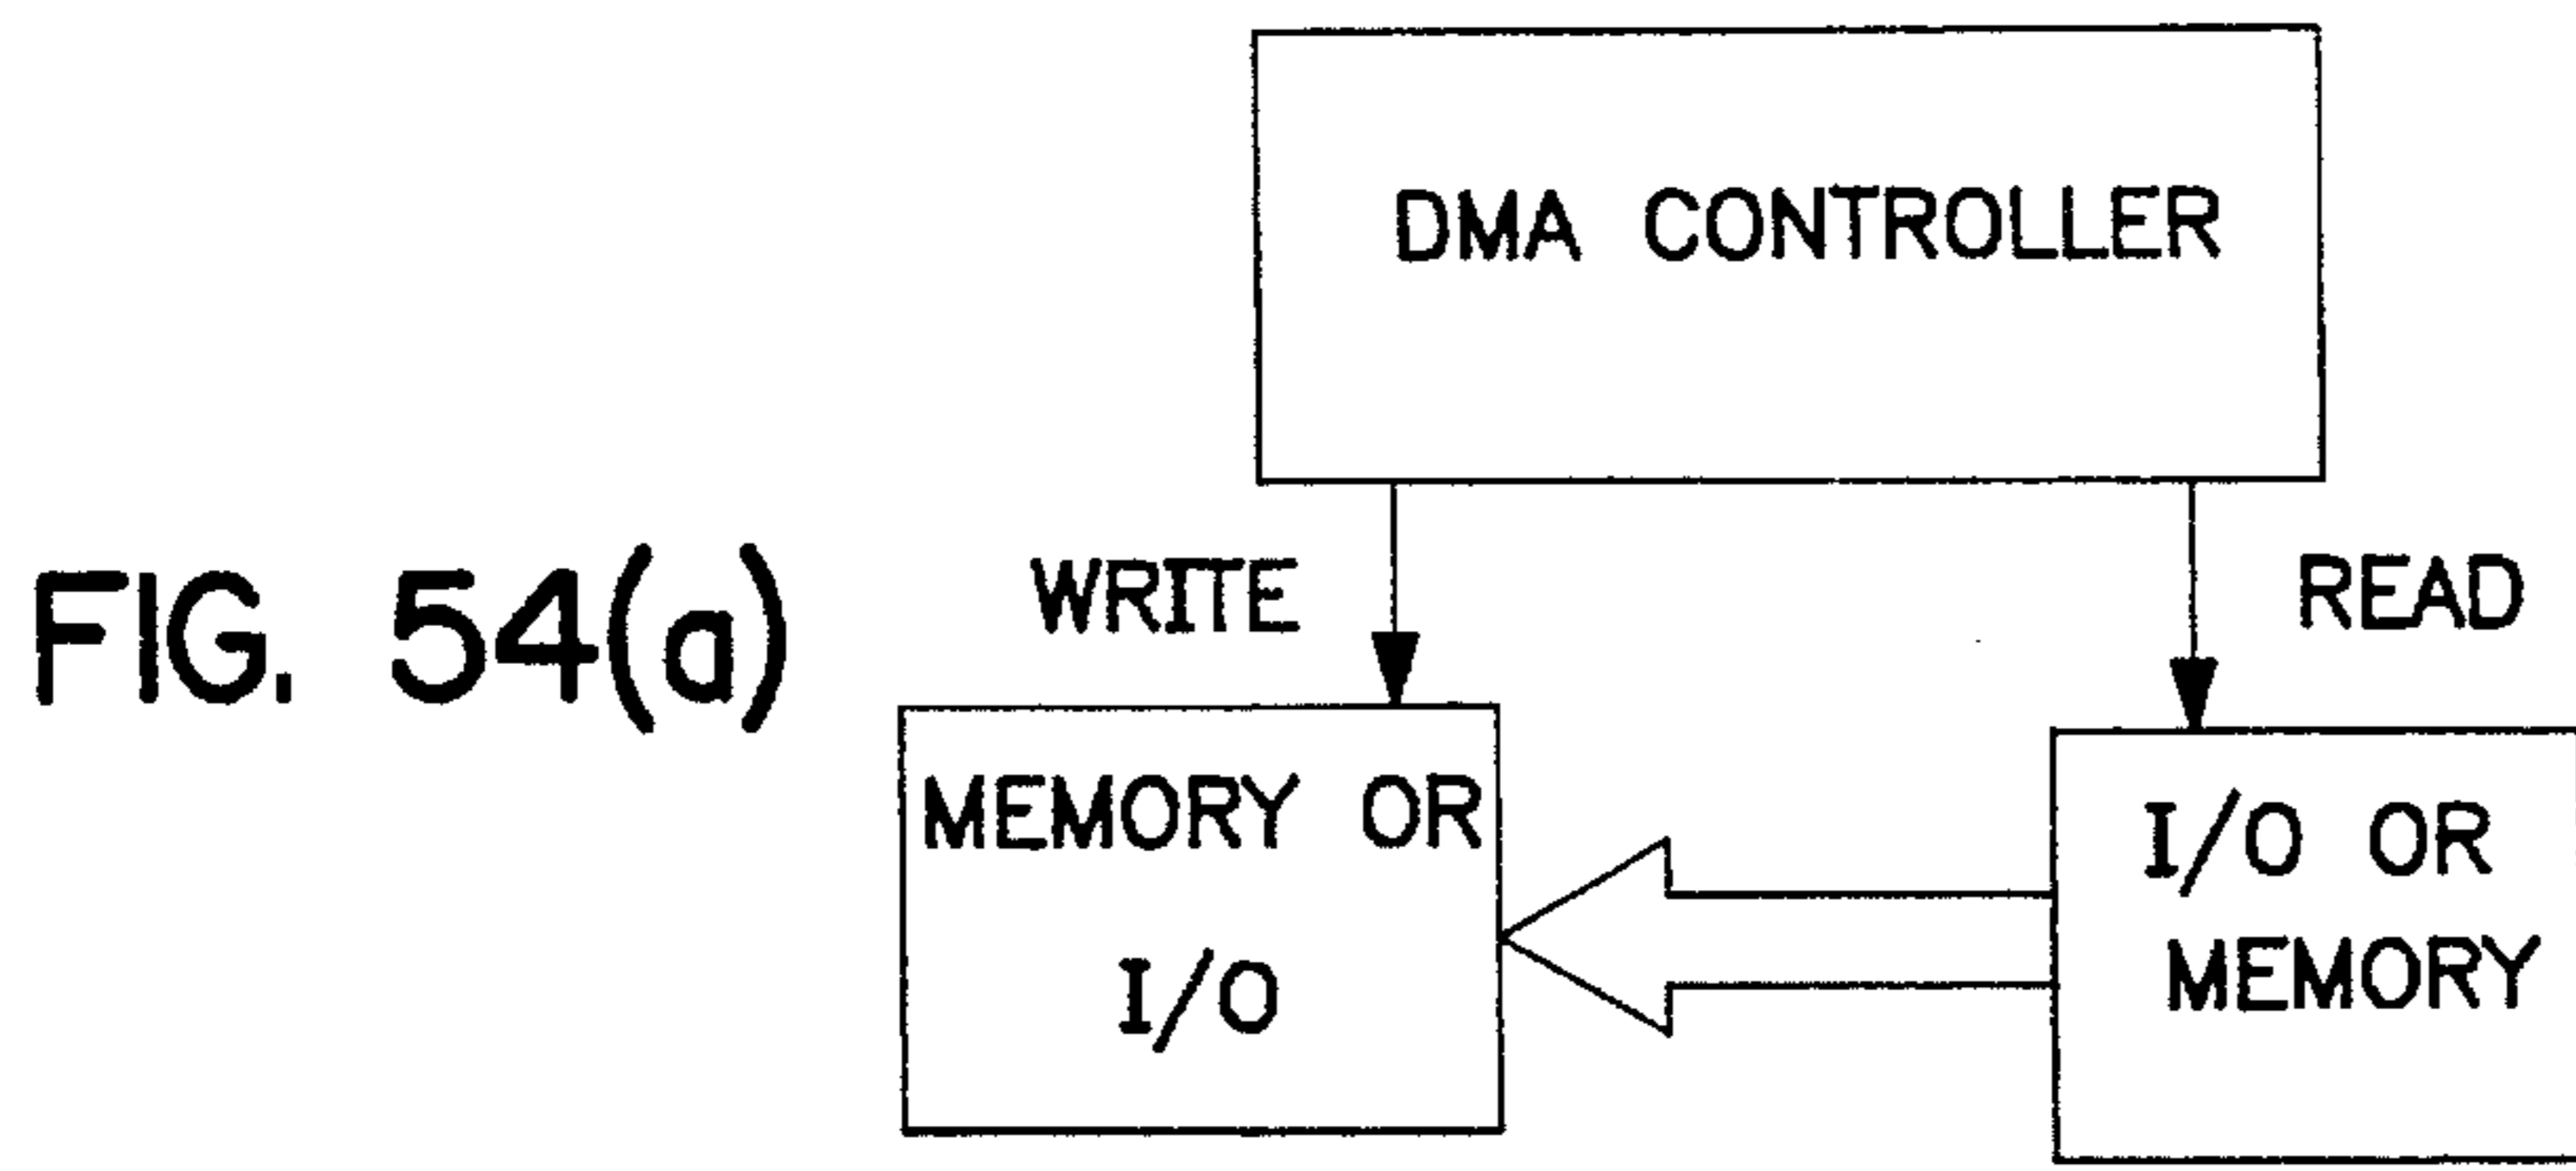 DMA CONTROLLER
FIG. 54(a)
WRITE
READ
MEMORY OR
I/O
I/O OR
MEMORY